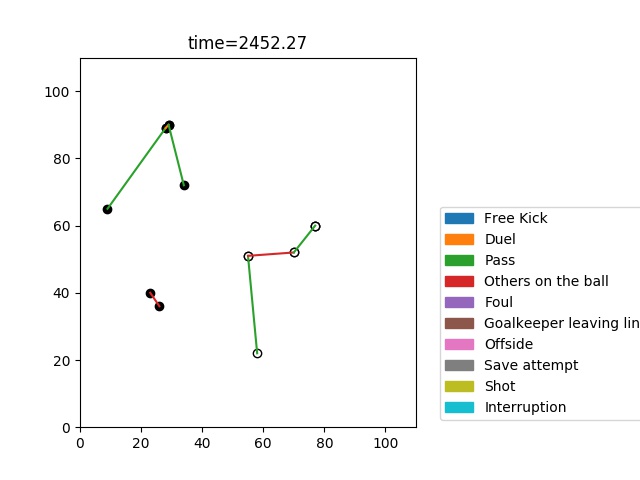 time=2452.27
100
80
60
40
20
0
0 20 40 60 80 100
Free Kick
Duel
Pass
Others on the ball
Foul
Goalkeeper leaving lin
Offside
Save attempt
Shot
Interruption